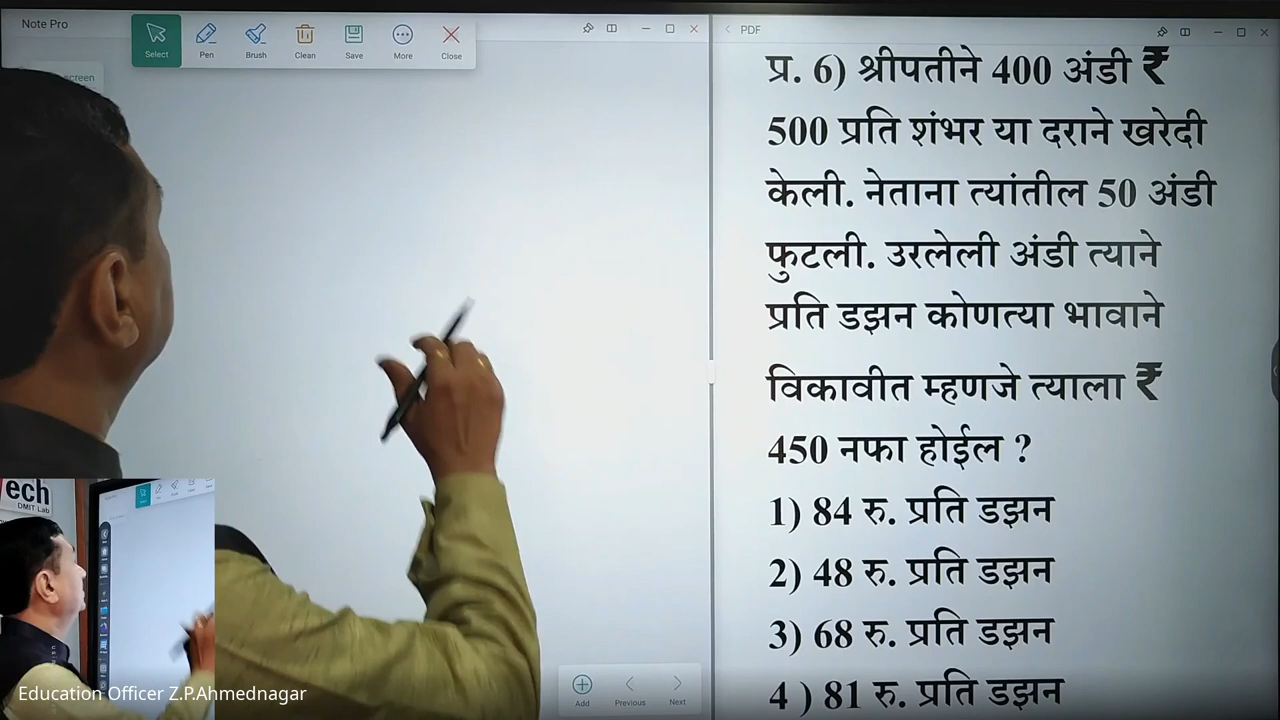 Note Pro
Select
Pen
Brush
Clean
Save
More
Close
screen
PDF
प्र. 6) श्रीपतीने 400 अंडी ₹
500 प्रति शंभर या दराने खरेदी
केली. नेताना त्यांतील 50 अंडी
फुटली. उरलेली अंडी त्याने
प्रति डझन कोणत्या भावाने
विकावीत म्हणजे त्याला ₹
450 नफा होईल ?
1) 84 रु. प्रति डझन
2) 48 रु. प्रति डझन
3) 68 रु. प्रति डझन
4 ) 81 रु. प्रति डझन
Add
Previous
Next
ech
DMIT Lab
Education Officer Z.P.Ahmednagar